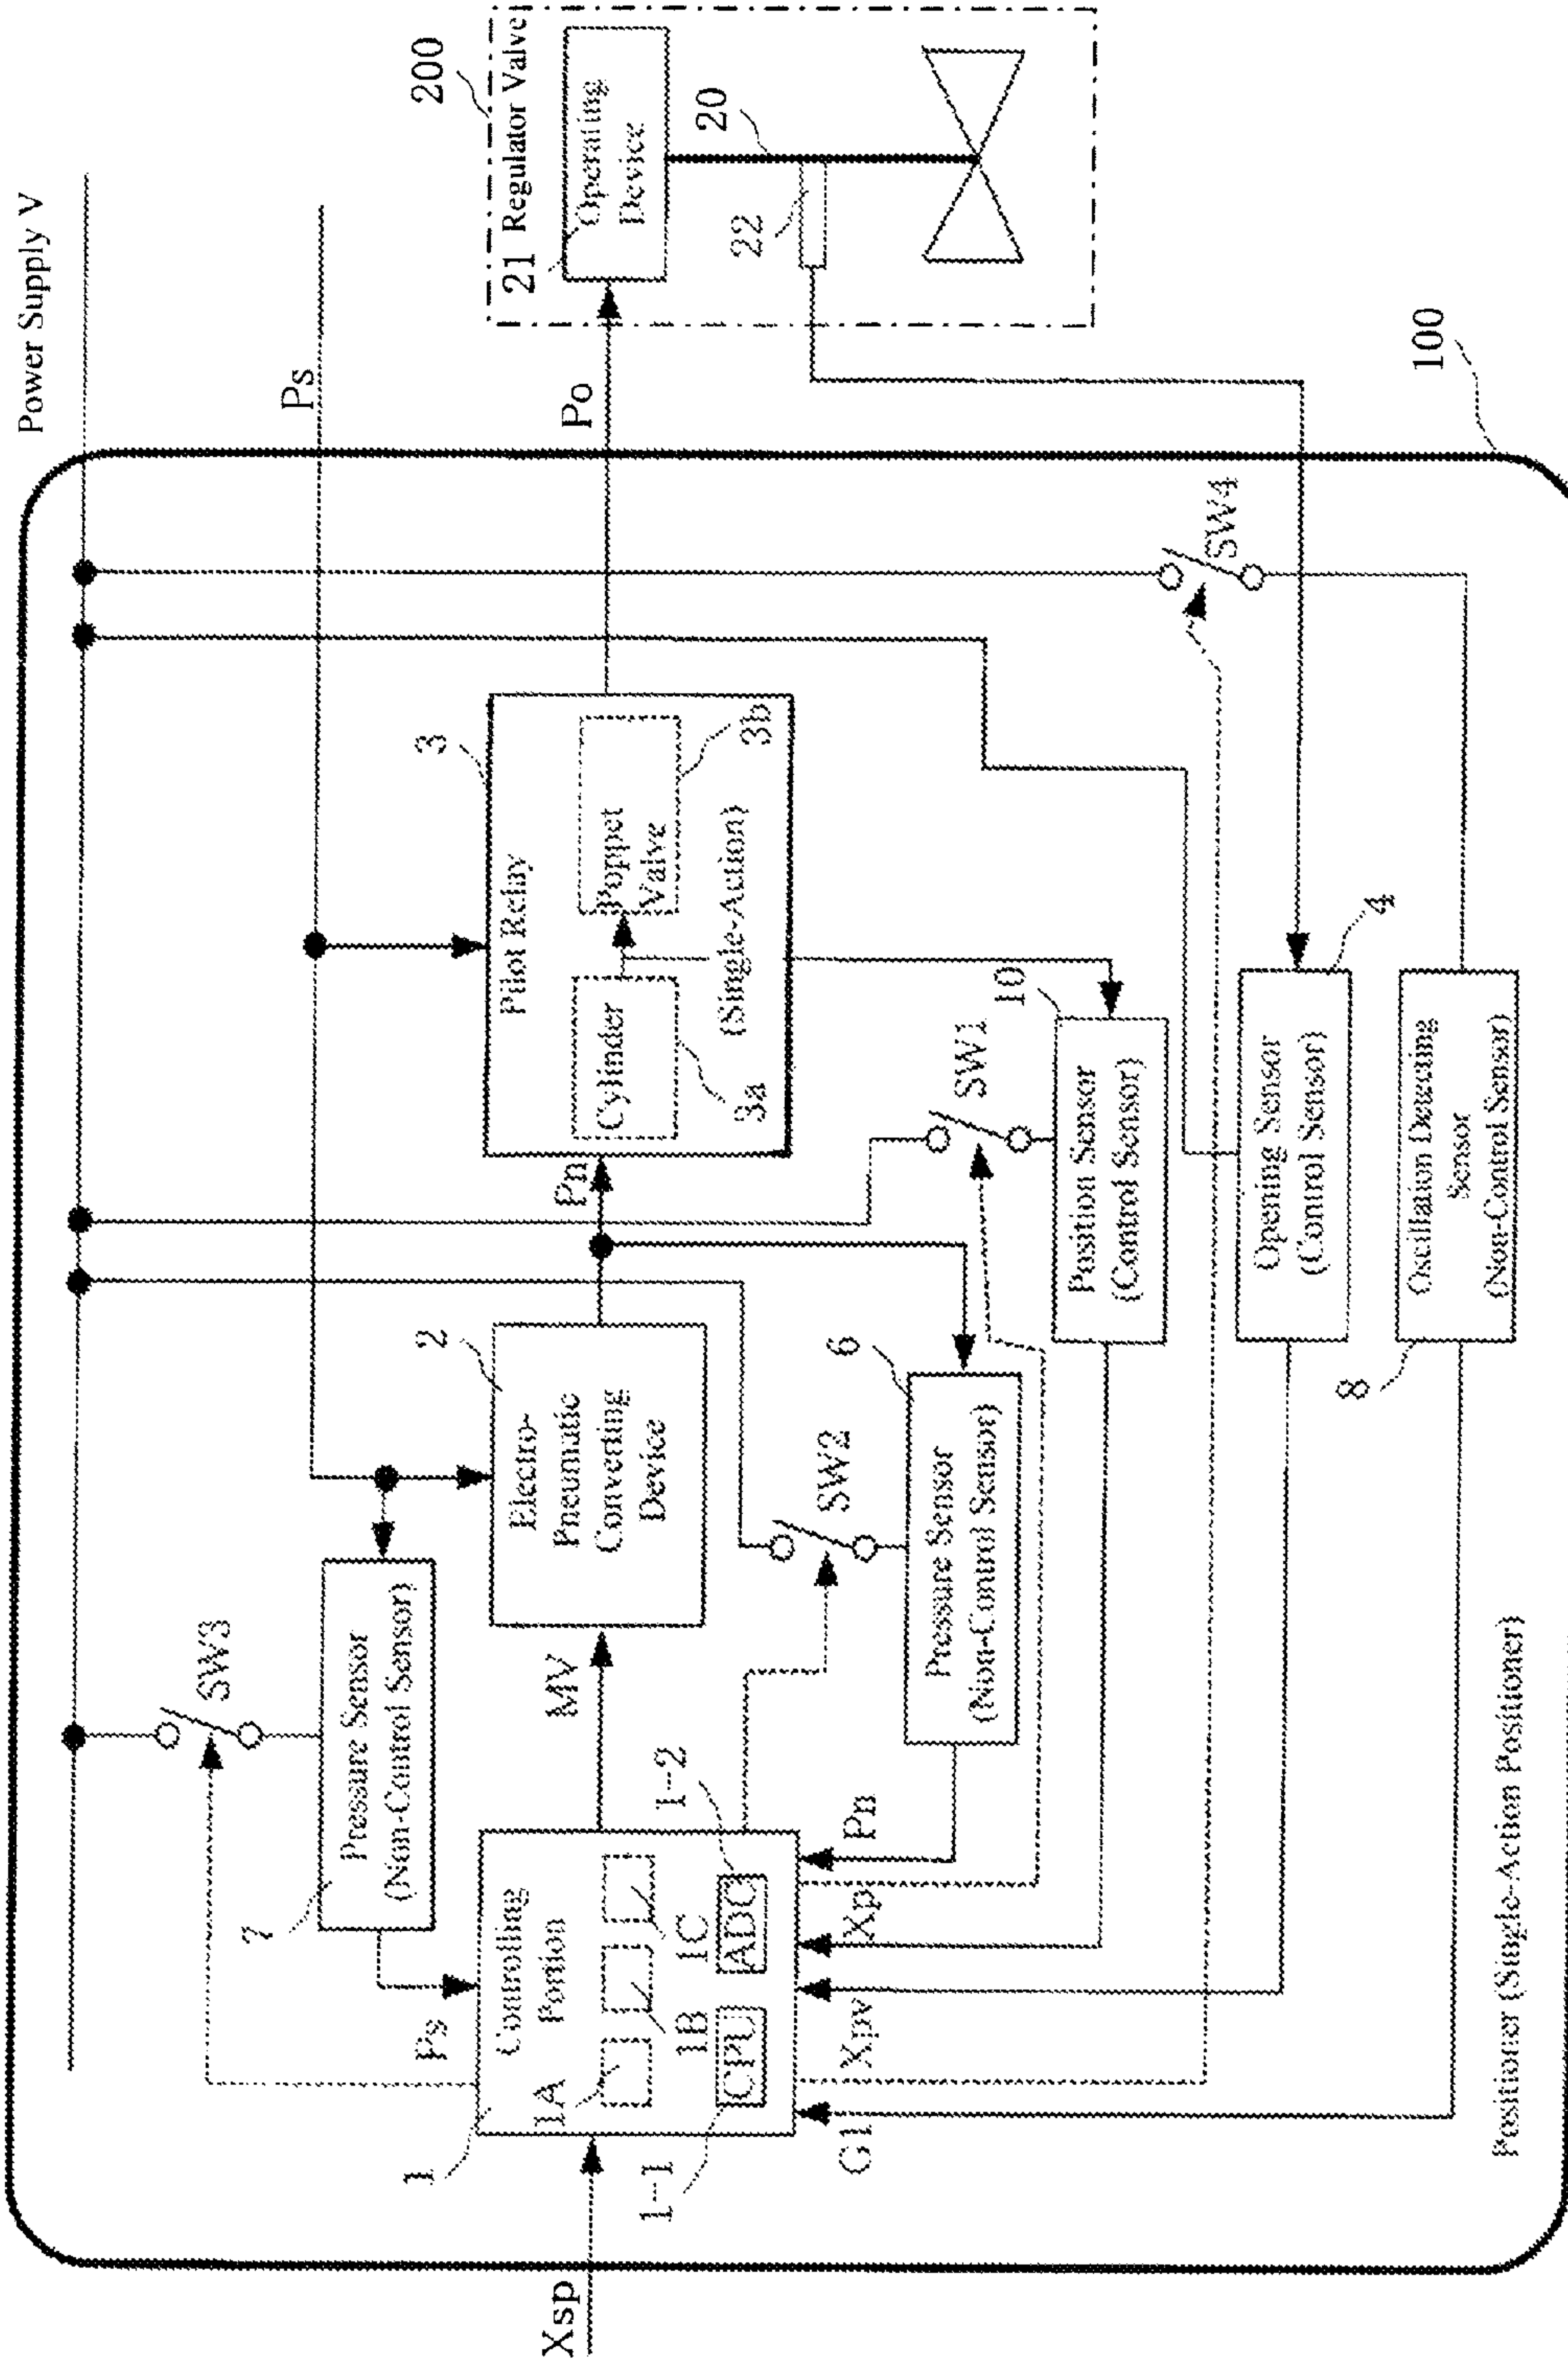 Power Supply V
Ps
200
Regulator Valve
21
Operating
Device
20
22
Po
100
SW4
3
Pilot Relay
Cylinder
Poppet
Valve
(Single-Action)
3a
3b
Pn
SW1
10
Position Sensor
(Control Sensor)
4
Opening Sensor
(Control Sensor)
Oscillation Detecting
Sensor
(Non-Control Sensor)
8
2
Electro-
Pneumatic
Converting
Device
SW2
6
Pressure Sensor
(Non-Control Sensor)
SW3
Pressure Sensor
(Non-Control Sensor)
7
MV
Ps
1
Controlling
Portion
1A
1B
1C
CPU
ADC
1-1
1-2
Pn
Xp
Xpv
G1
Xsp
Positioner (Single-Action Positioner)